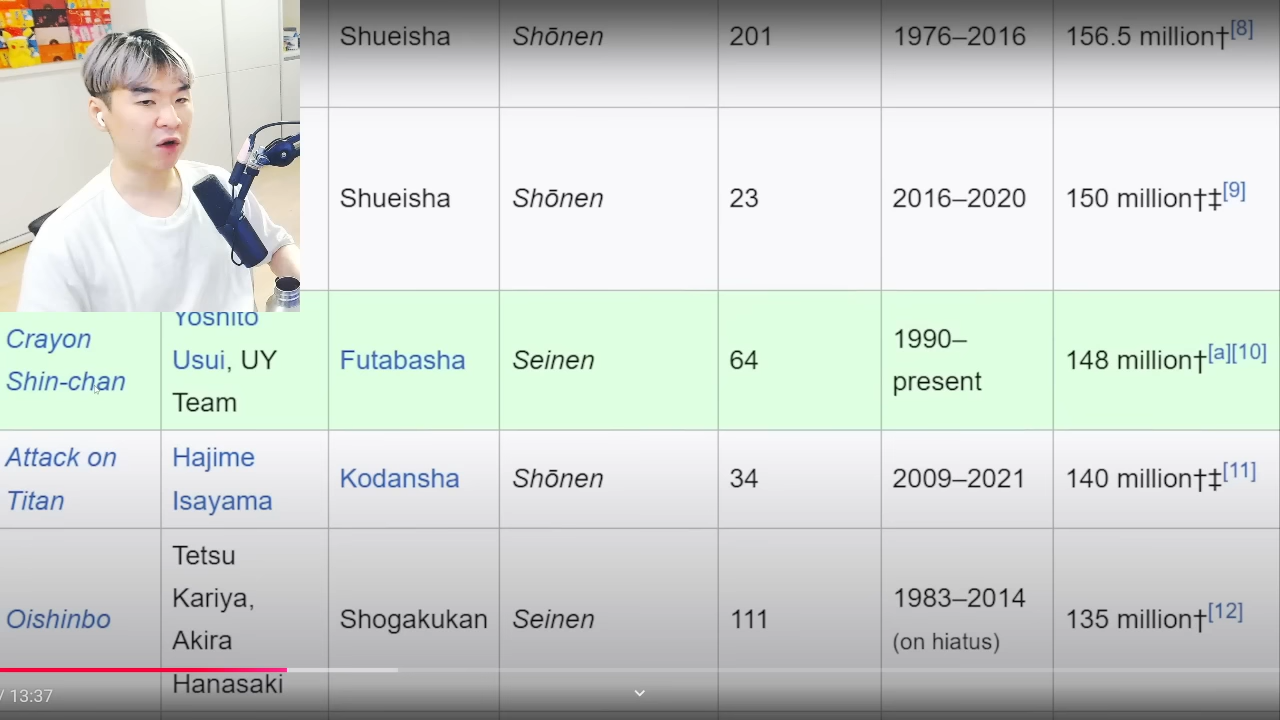 Shueisha Shōnen 201 1976–2016 156.5 million†[8]
Shueisha Shōnen 23 2016–2020 150 million†‡[9]
Crayon
Shin-chan
Yoshito
Usui, UY
Team
Futabasha
Seinen
64
1990–
present
148 million†[a][10]
Attack on
Titan
Hajime
Isayama
Kodansha
Shōnen
34
2009–2021
140 million†‡[11]
Oishinbo
Tetsu
Kariya,
Akira
Hanasaki
Shogakukan
Seinen
111
1983–2014
(on hiatus)
135 million†[12]
/ 13:37